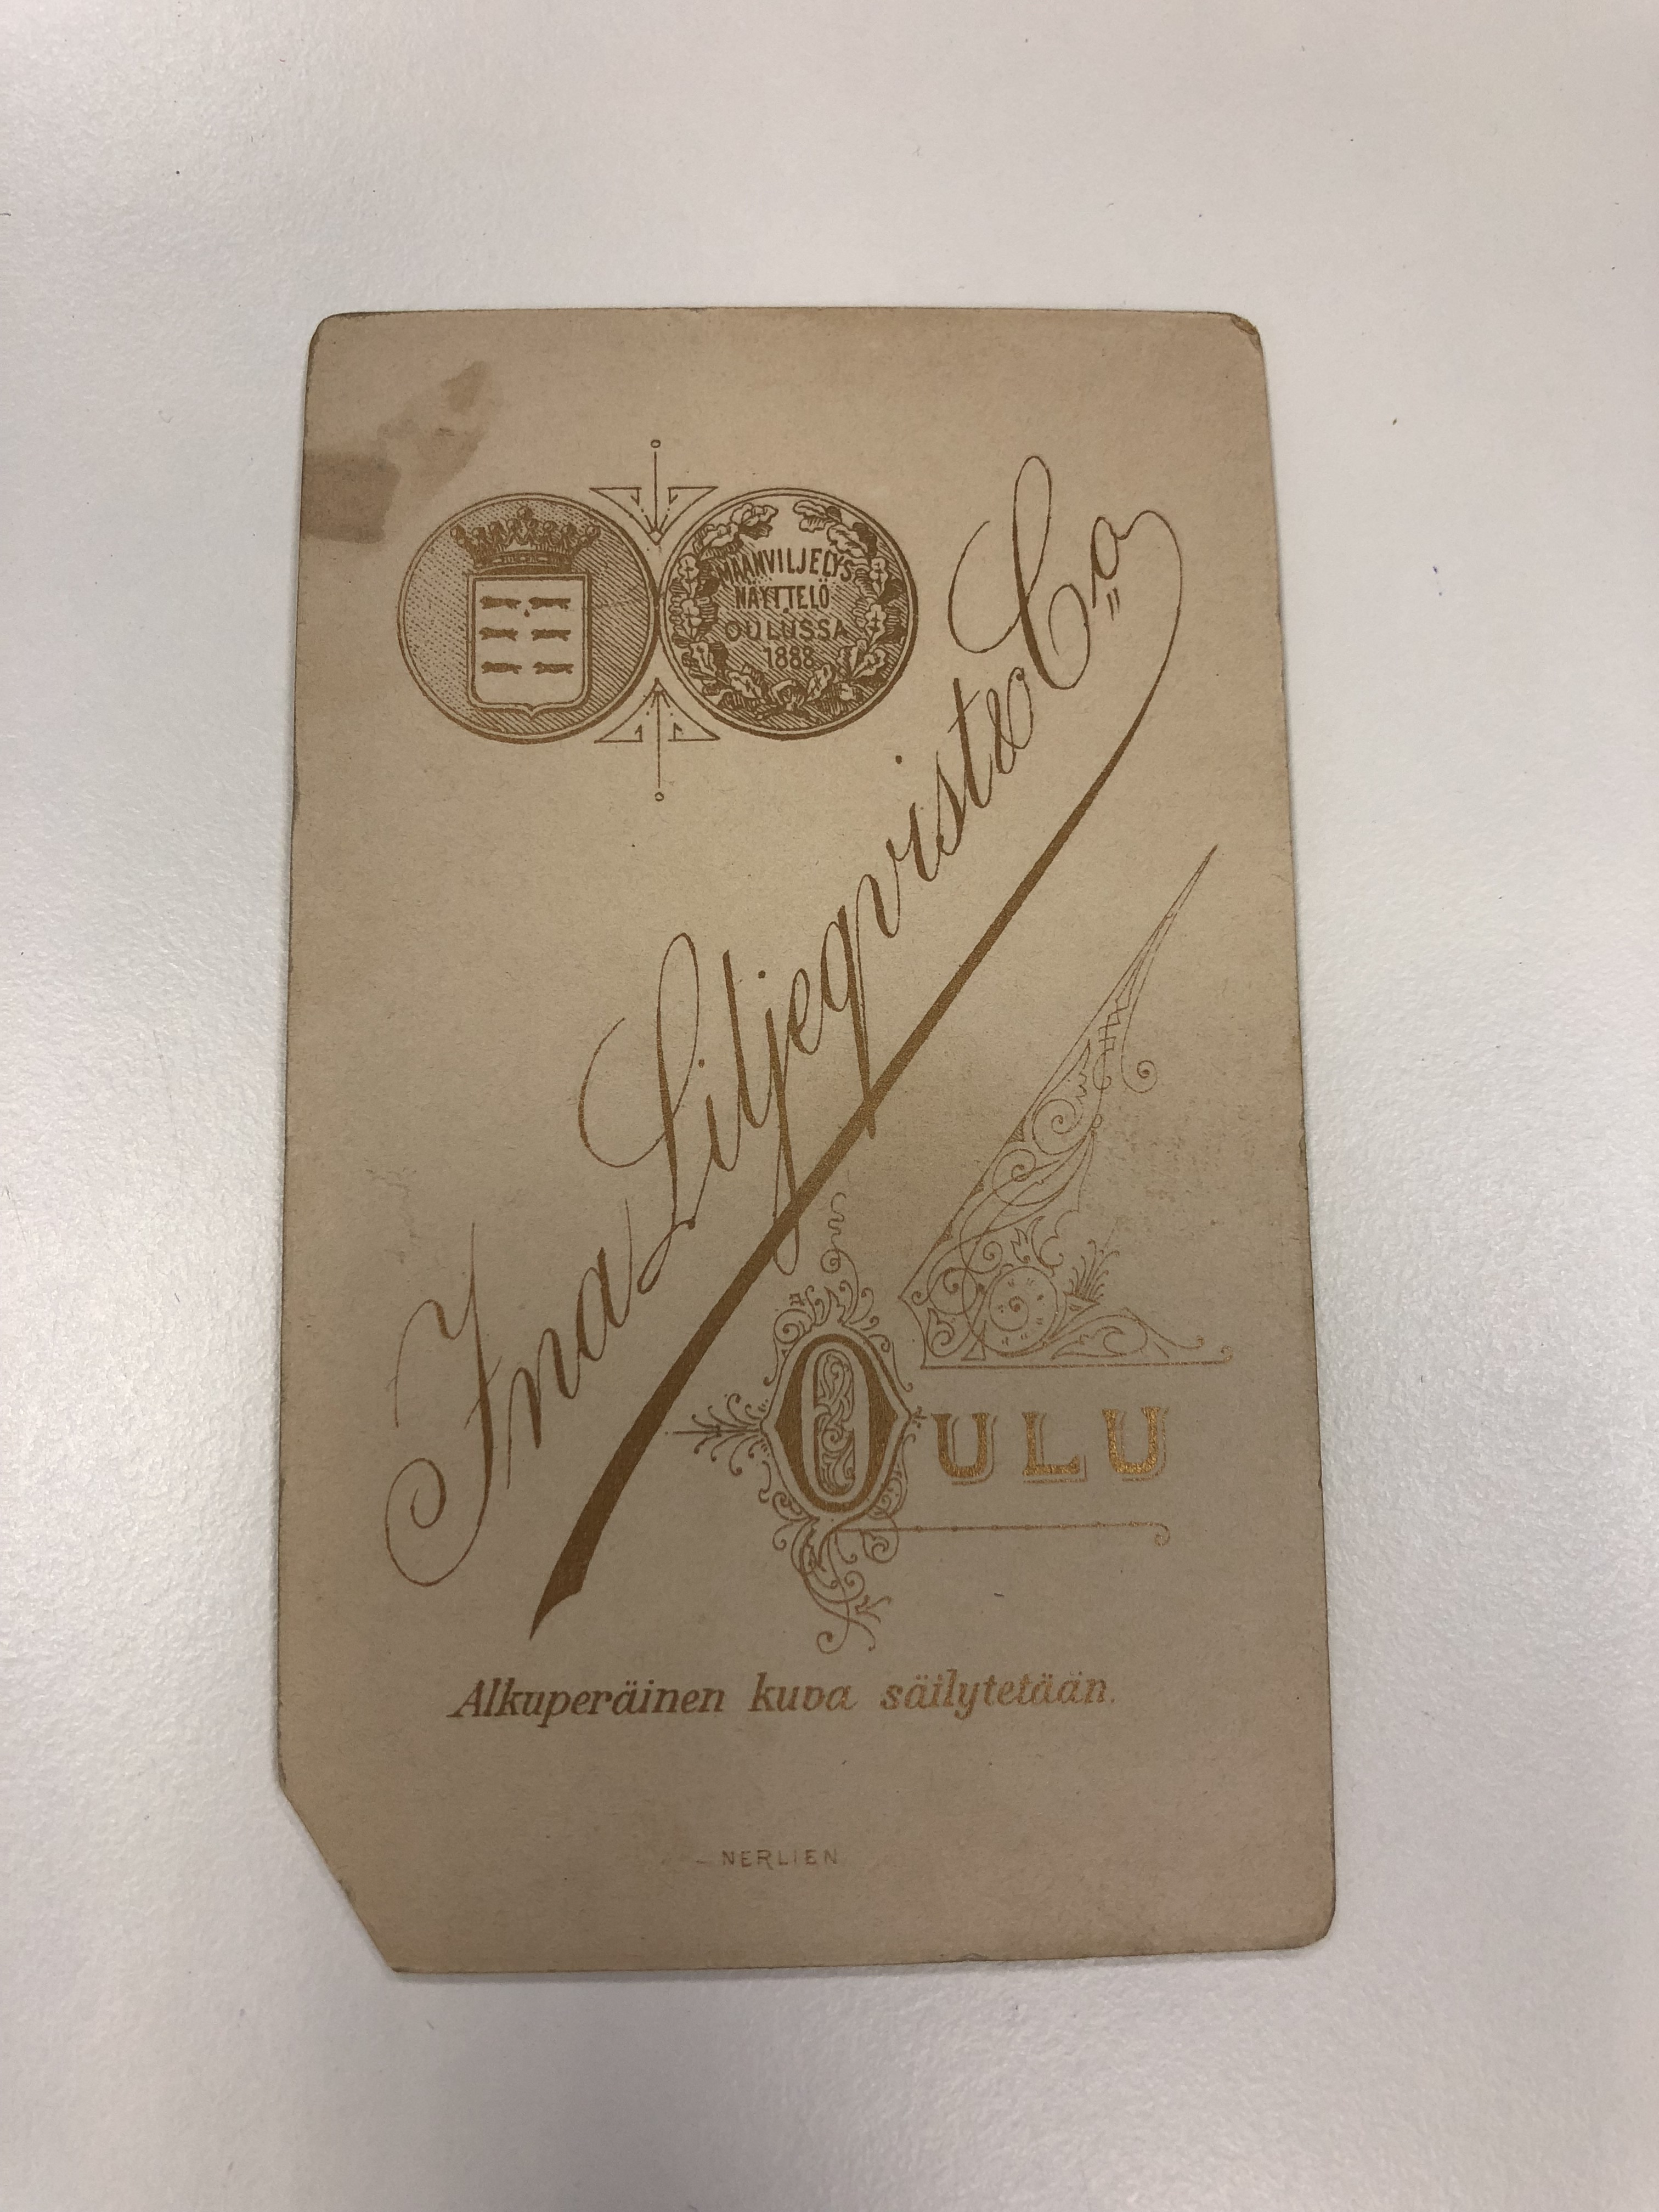 MAANVILJELYS
NÄYTTELÖ
OULUSSA
1888
Ina Liljeqvist & Co
OULU
Alkuperäinen kuva säilytetään.
NERLIEN